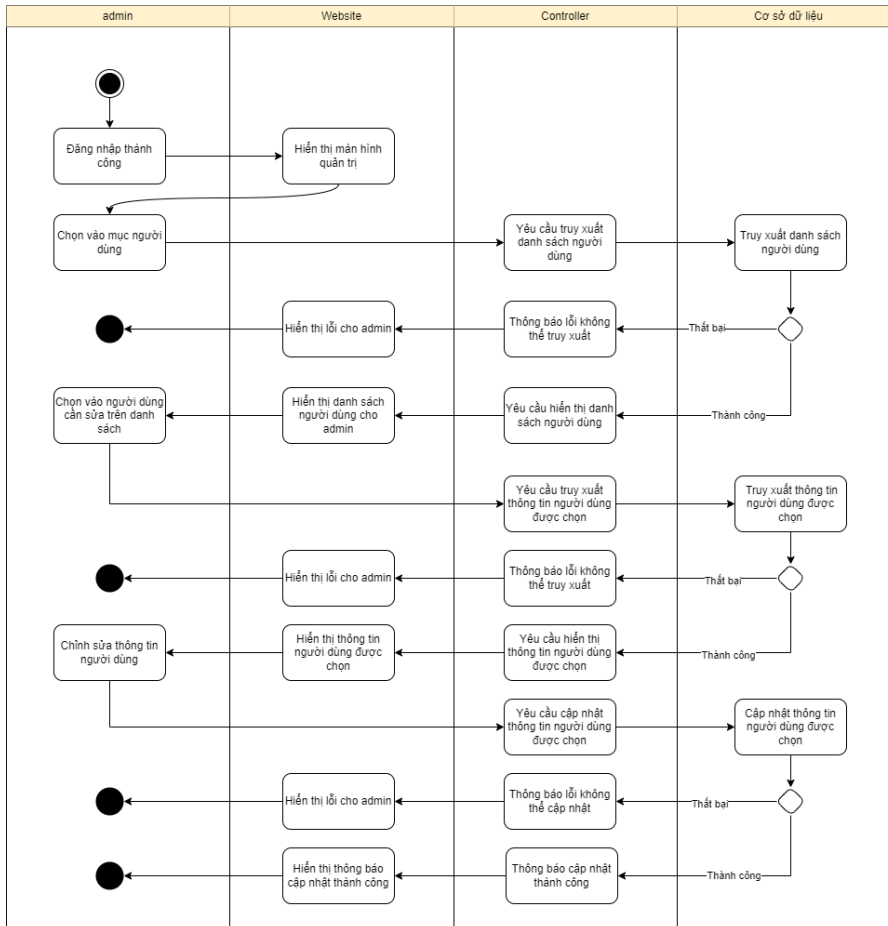 admin
Website
Controller
Cơ sở dữ liệu
Đăng nhập thành
công
Hiển thị màn hình
quản trị
Chọn vào mục người
dùng
Yêu cầu truy xuất
danh sách người
dùng
Truy xuất danh sách
người dùng
Hiển thị lỗi cho admin
Thông báo lỗi không
thể truy xuất
Thất bại
Chọn vào người dùng
cần sửa trên danh
sách
Hiển thị danh sách
người dùng cho
admin
Yêu cầu hiển thị danh
sách người dùng
Thành công
Yêu cầu truy xuất
thông tin người dùng
được chọn
Truy xuất thông tin
người dùng được
chọn
Hiển thị lỗi cho admin
Thông báo lỗi không
thể truy xuất
Thất bại
Chỉnh sửa thông tin
người dùng
Hiển thị thông tin
người dùng được
chọn
Yêu cầu hiển thị
thông tin người dùng
được chọn
Thành công
Yêu cầu cập nhật
thông tin người dùng
được chọn
Cập nhật thông tin
người dùng được
chọn
Hiển thị lỗi cho admin
Thông báo lỗi không
thể cập nhật
Thất bại
Hiển thị thông báo
cập nhật thành công
Thông báo cập nhật
thành công
Thành công